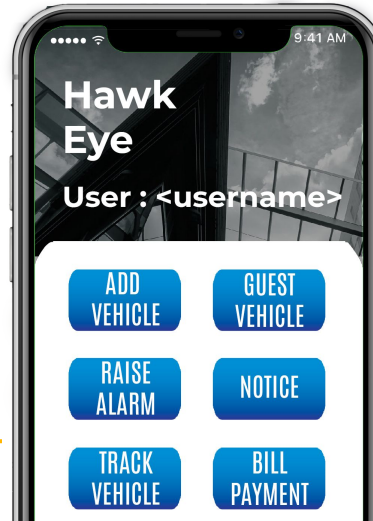 9:41 AM
Hawk
Eye
User : <username>
ADD
VEHICLE
GUEST
VEHICLE
RAISE
ALARM
NOTICE
TRACK
VEHICLE
BILL
PAYMENT